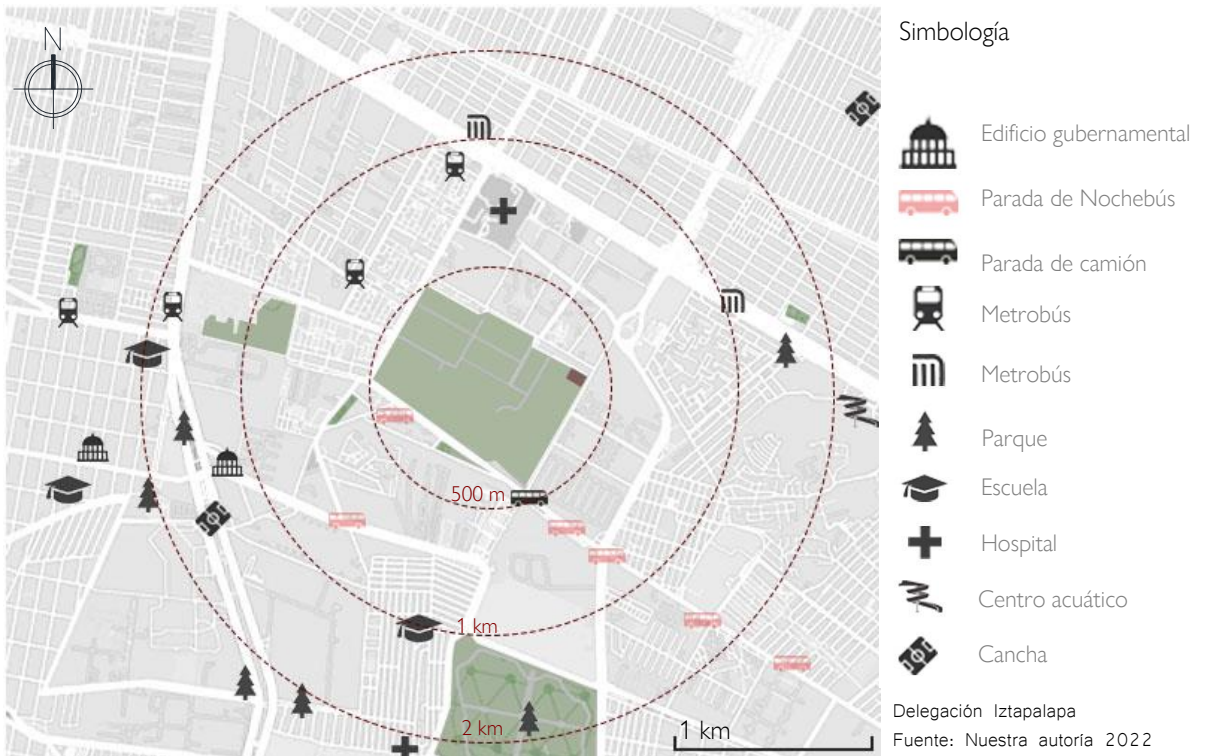 N
500 m
1 km
2 km
1 km
Simbología
Edificio gubernamental
Parada de Nochebús
Parada de camión
Metrobús
Metrobús
Parque
Escuela
Hospital
Centro acuático
Cancha
Delegación Iztapalapa
Fuente: Nuestra autoría 2022